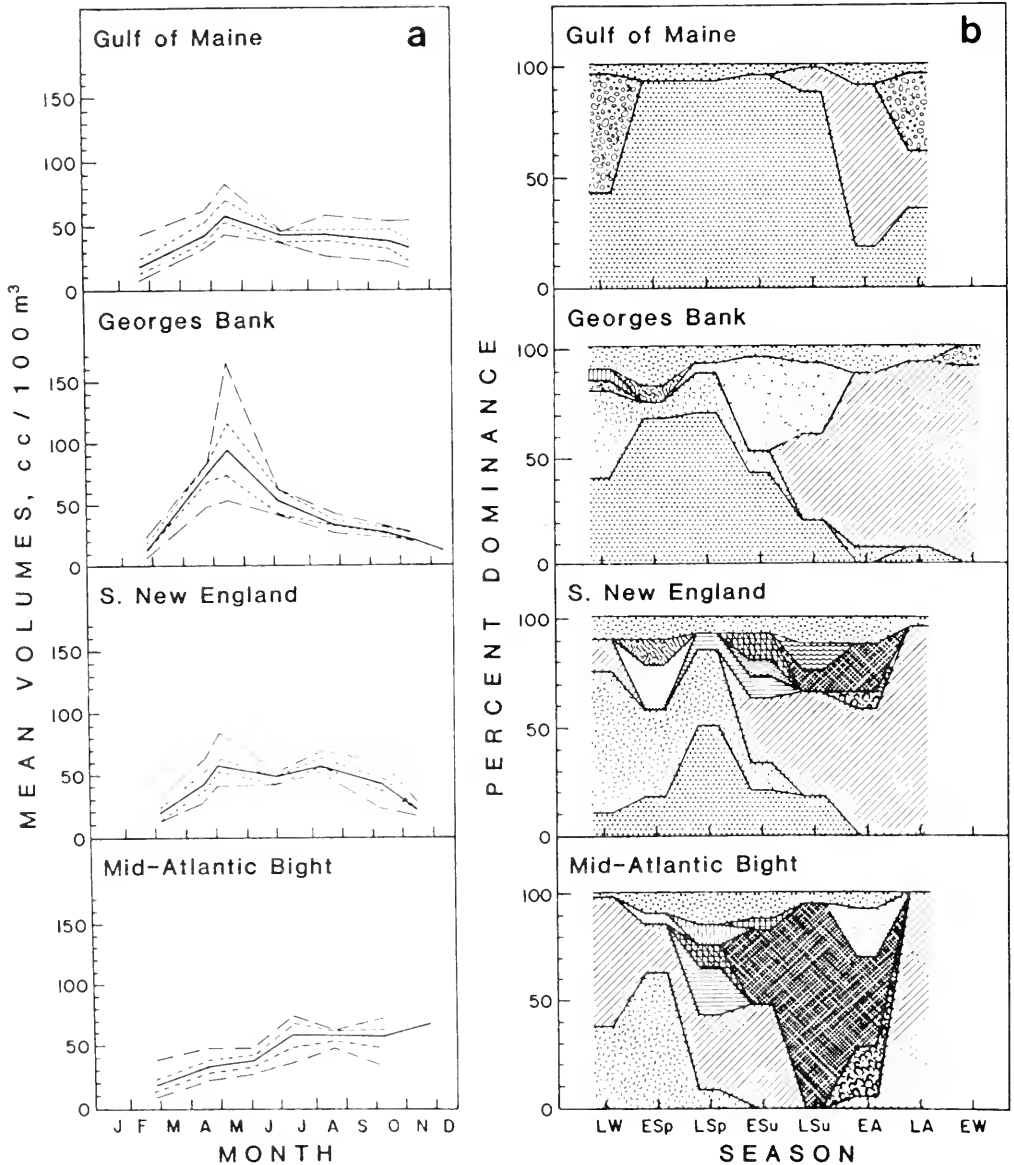 a
Gulf of Maine
150
100
50
0
Georges Bank
150
100
50
0
S. New England
150
100
50
0
Mid-Atlantic Bight
150
100
50
0
J F M A M J J A S O N D
MONTH
MEAN VOLUMES, cc/100m³
b
Gulf of Maine
100
50
0
Georges Bank
100
50
0
S. New England
100
50
0
Mid-Atlantic Bight
100
50
0
LW ESp LSp ESu LSu EA LA EW
SEASON
PERCENT DOMINANCE